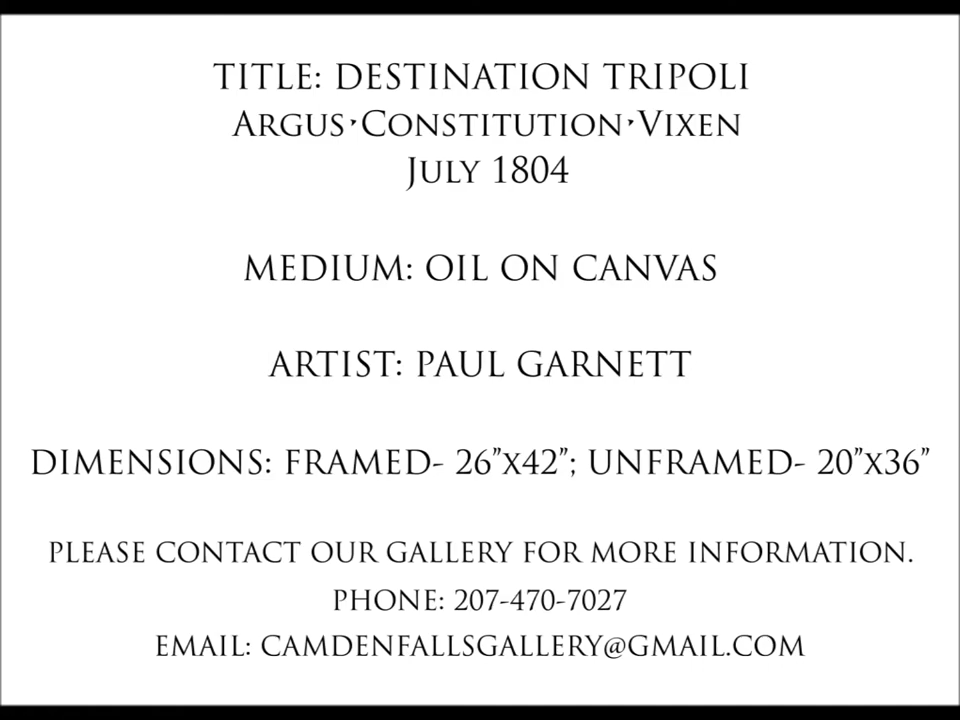 TITLE: DESTINATION TRIPOLI
ARGUS·CONSTITUTION·VIXEN
JULY 1804
MEDIUM: OIL ON CANVAS
ARTIST: PAUL GARNETT
DIMENSIONS: FRAMED- 26”X42”; UNFRAMED- 20”X36”
PLEASE CONTACT OUR GALLERY FOR MORE INFORMATION.
PHONE: 207-470-7027
EMAIL: CAMDENFALLSGALLERY@GMAIL.COM